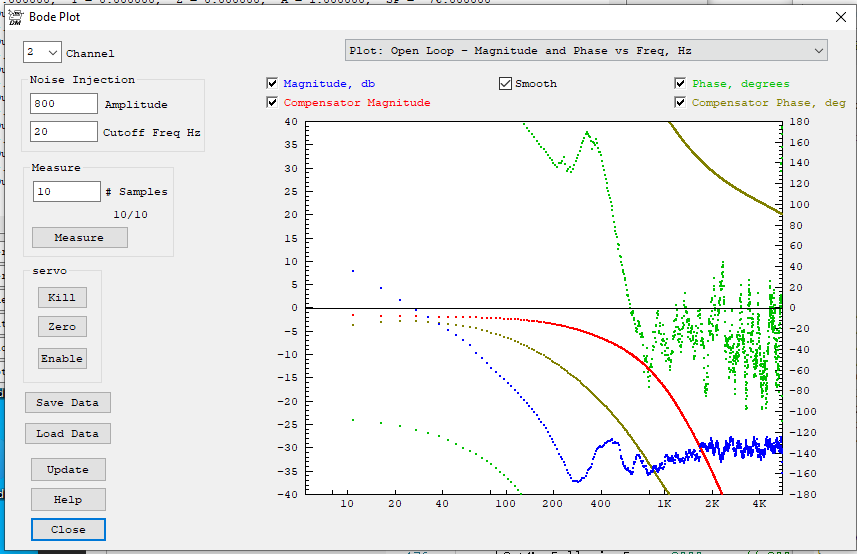 Bode Plot
2 Channel
Plot: Open Loop - Magnitude and Phase vs Freq, Hz
Noise Injection
800 Amplitude
20 Cutoff Freq Hz
Magnitude, db
Smooth
Phase, degrees
Compensator Magnitude
Compensator Phase, deg
Measure
10 # Samples
10/10
Measure
servo
Kill
Zero
Enable
Save Data
Load Data
Update
Help
Close
40
35
30
25
20
15
10
5
0
-5
-10
-15
-20
-25
-30
-35
-40
180
160
140
120
100
80
60
40
20
0
-20
-40
-60
-80
-100
-120
-140
-160
-180
10 20 40 100 200 400 1K 2K 4K